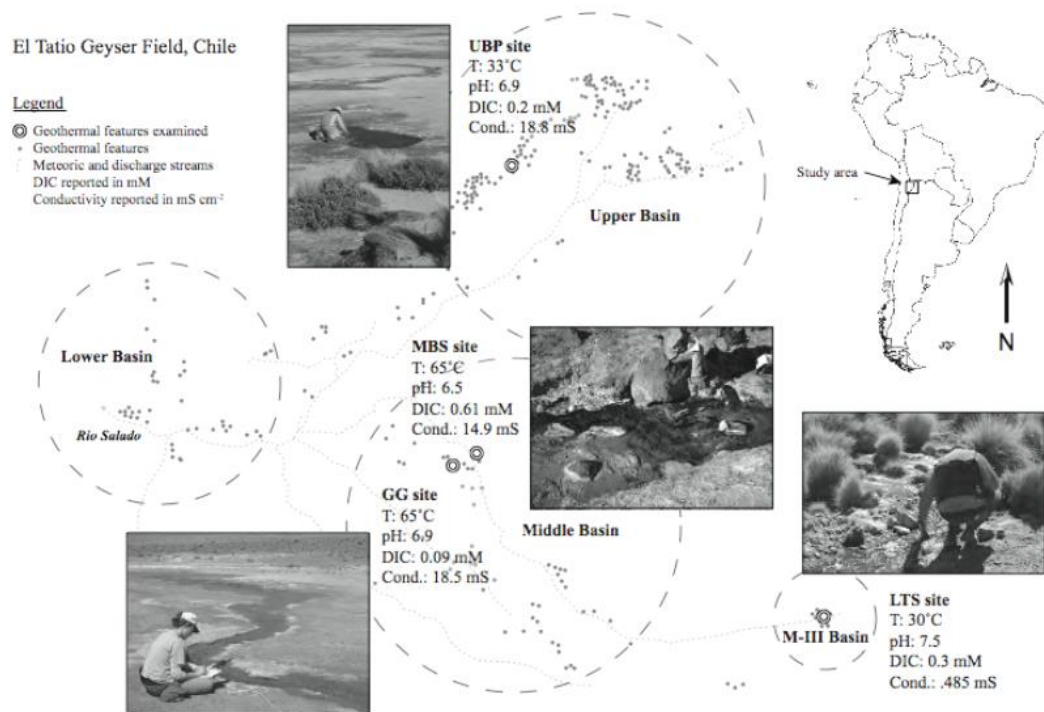 El Tatio Geyser Field, Chile
Legend
Geothermal features examined
Geothermal features
Meteoric and discharge streams
DIC reported in mM
Conductivity reported in mS cm⁻²
UBP site
T: 33˚C
pH: 6.9
DIC: 0.2 mM
Cond.: 18.8 mS
Upper Basin
Study area
N
Lower Basin
Rio Salado
MBS site
T: 65˚C
pH: 6.5
DIC: 0.61 mM
Cond.: 14.9 mS
GG site
T: 65˚C
pH: 6.9
DIC: 0.09 mM
Cond.: 18.5 mS
Middle Basin
M-III Basin
LTS site
T: 30˚C
pH: 7.5
DIC: 0.3 mM
Cond.: .485 mS